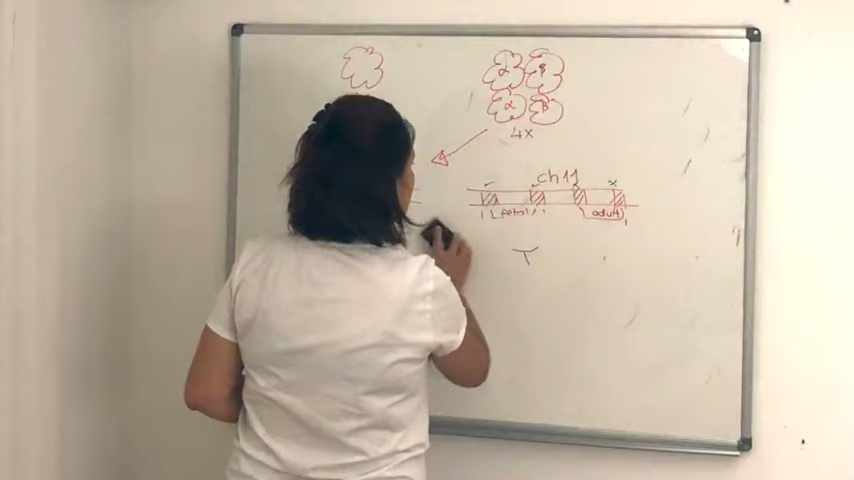 α β
α β
4x
ch11
✓ ✓ x
fetal adult
T